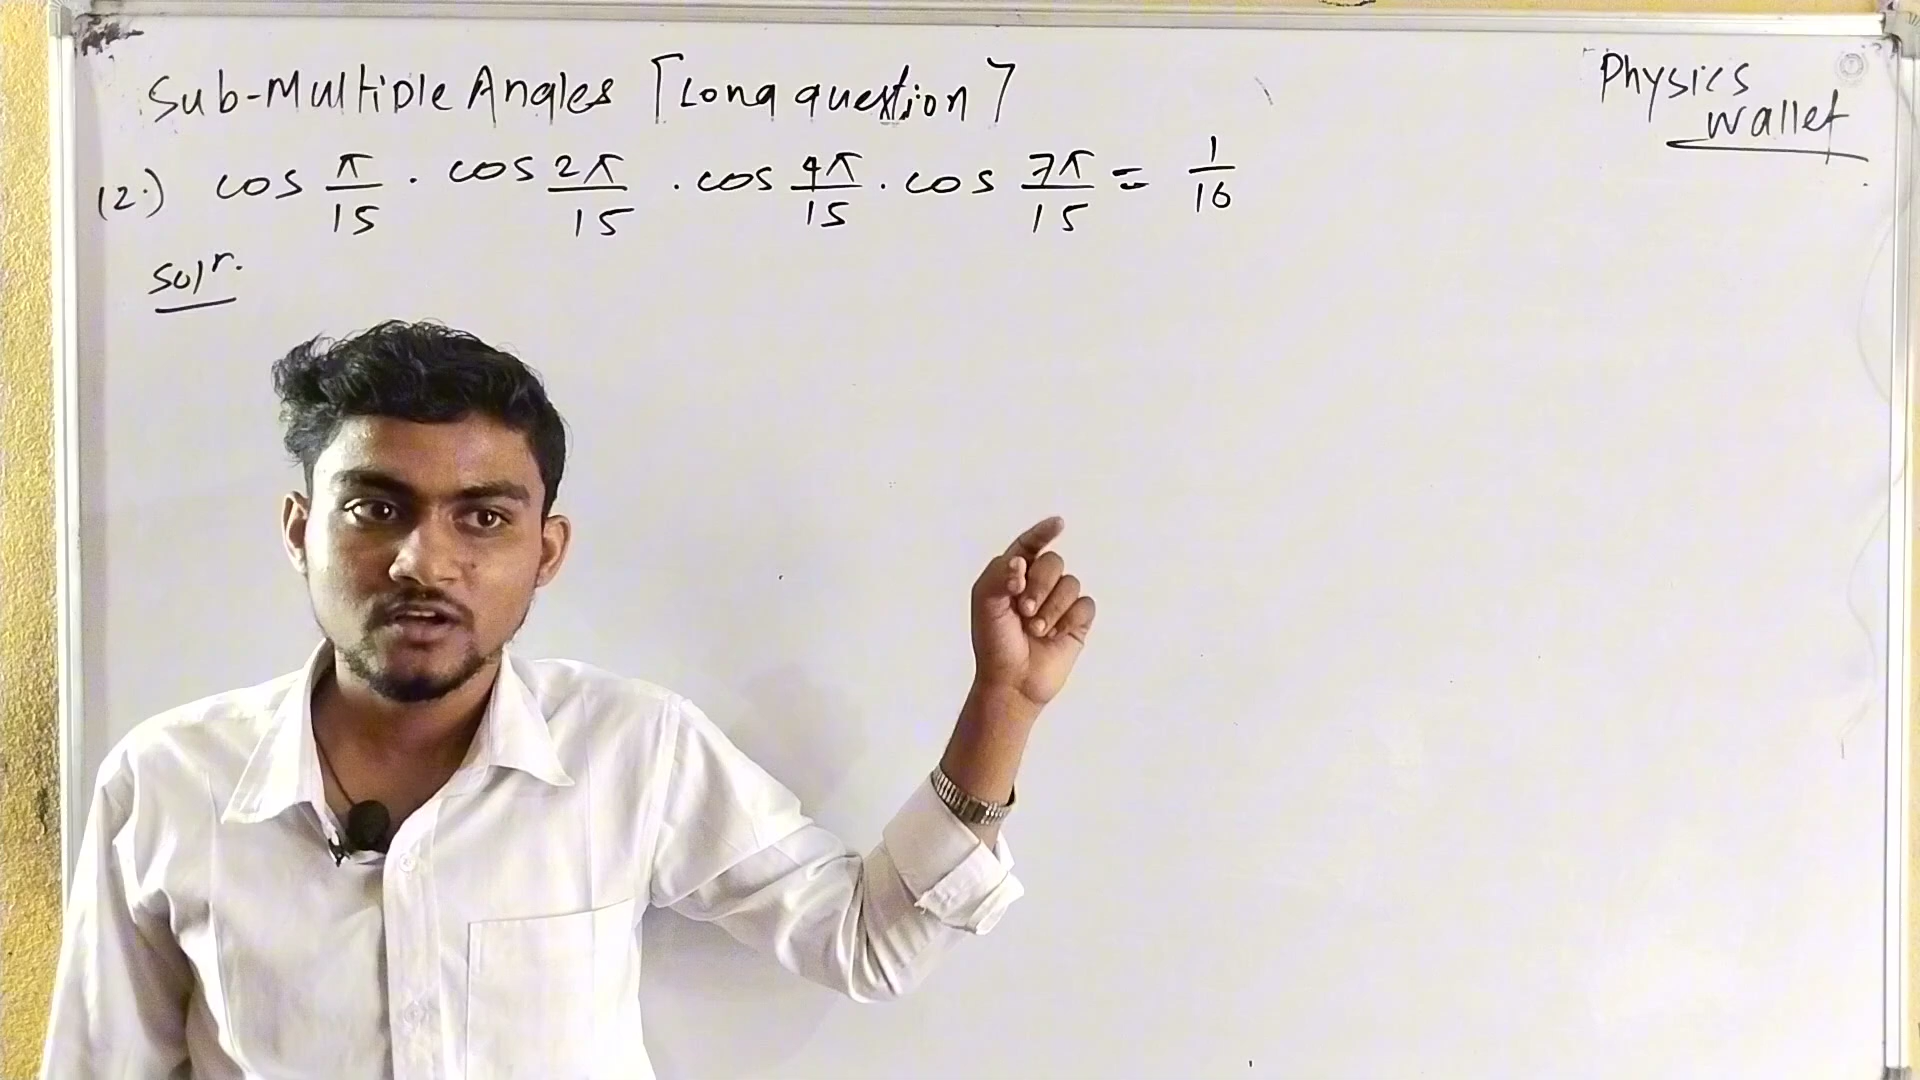 Sub-Multiple Angles [Long question]
Physics
Wallet
12.) cos π/15 . cos 2π/15 . cos 4π/15 . cos 7π/15 = 1/16
Solⁿ.